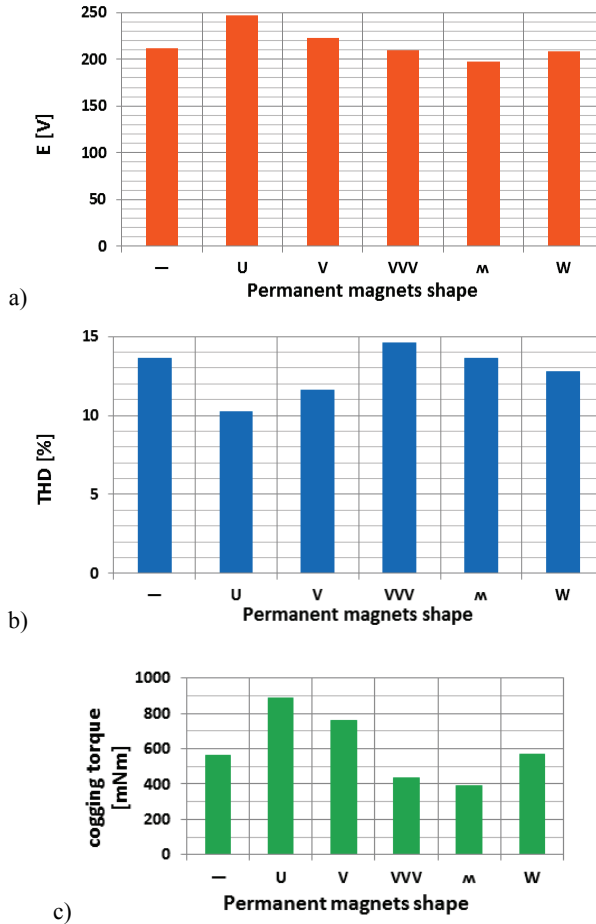 250
200
150
100
50
0
E [V]
— U V VVV ʍ W
Permanent magnets shape
a)
15
10
5
0
THD [%]
— U V VVV ʍ W
Permanent magnets shape
b)
1000
800
600
400
200
0
cogging torque
[mNm]
— U V VVV ʍ W
Permanent magnets shape
c)